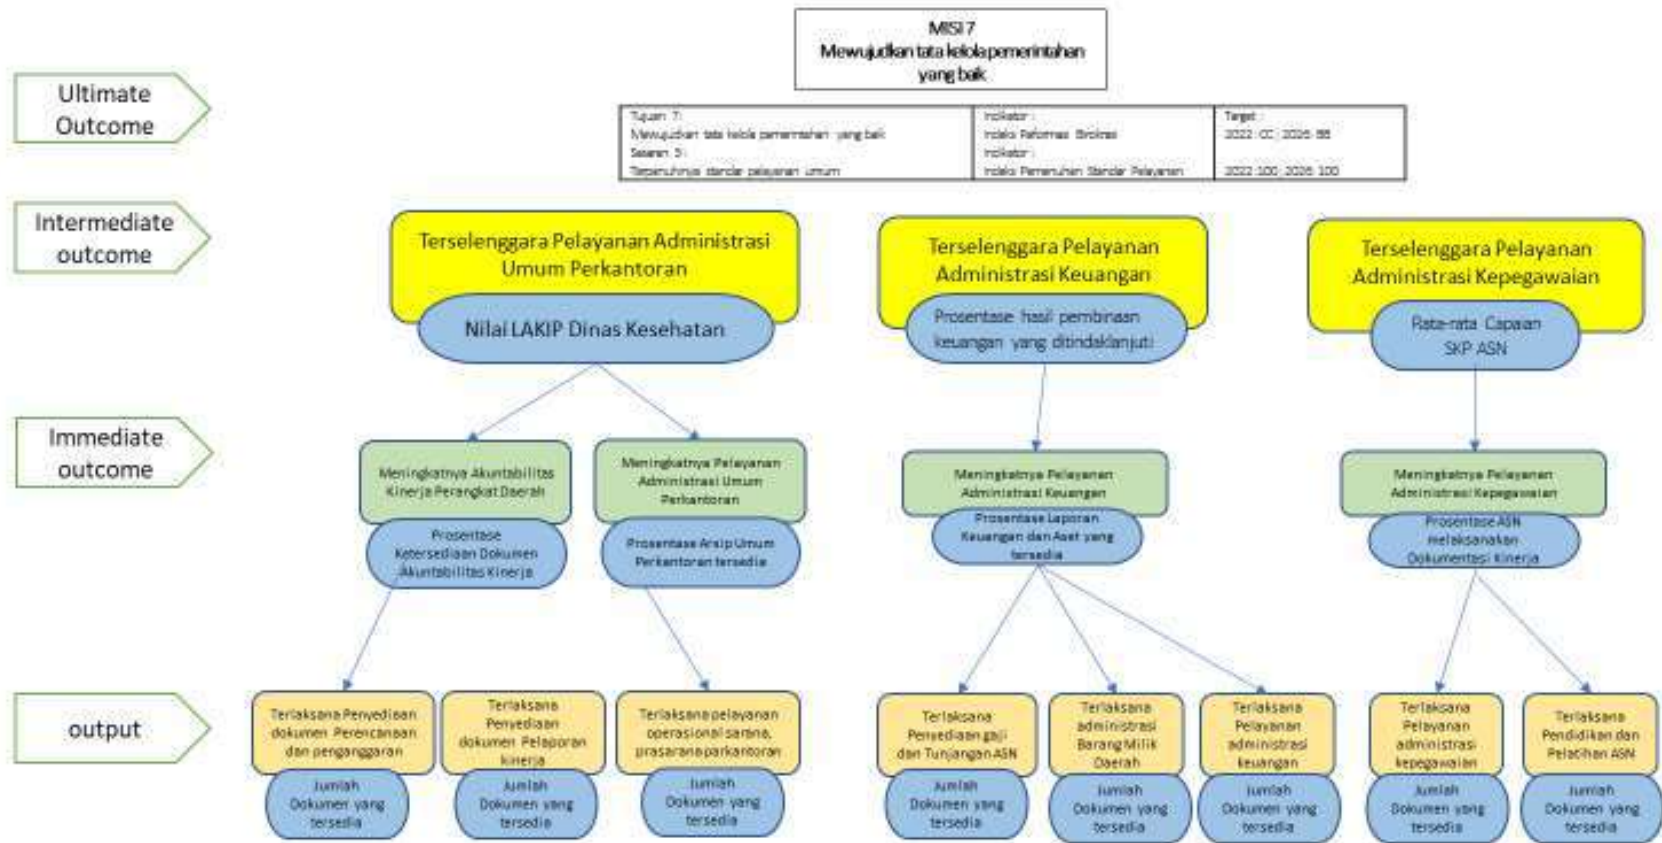 MISI 7
Mewujudkan tata kelola pemerintahan
yang baik
Ultimate
Outcome
Tujuan 7:
Mewujudkan tata kelola pemerintahan yang baik
Sasaran 5:
Terpenuhinya standar pelayanan umum
Indikator :
Indeks Reformasi Birokrasi
Indikator :
Indeks Pemenuhan Standar Pelayanan
Target :
2022: CC; 2026: BB
2022:100; 2026: 100
Intermediate
outcome
Terselenggara Pelayanan Administrasi
Umum Perkantoran
Nilai LAKIP Dinas Kesehatan
Terselenggara Pelayanan
Administrasi Keuangan
Prosentase hasil pembinaan
keuangan yang ditindaklanjuti
Terselenggara Pelayanan
Administrasi Kepegawaian
Rata-rata Capaian
SKP ASN
Immediate
outcome
Meningkatnya Akuntabilitas
Kinerja Perangkat Daerah
Prosentase
Ketersediaan Dokumen
Akuntabilitas Kinerja
Meningkatnya Pelayanan
Administrasi Umum
Perkantoran
Prosentase Arsip Umum
Perkantoran tersedia
Meningkatnya Pelayanan
Administrasi Keuangan
Prosentase Laporan
Keuangan dan Aset yang
tersedia
Meningkatnya Pelayanan
Administrasi Kepegawaian
Prosentase ASN
melaksanakan
Dokumentasi Kinerja
output
Terlaksana Penyediaan
dokumen Perencanaan
dan penganggaran
Jumlah
Dokumen yang
tersedia
Terlaksana
Penyediaan
dokumen Pelaporan
kinerja
Jumlah
Dokumen yang
tersedia
Terlaksana pelayanan
operasional sarana,
prasarana parkantoran
Jumlah
Dokumen yang
tersedia
Terlaksana
Penyediaan gaji
dan Tunjangan ASN
Jumlah
Dokumen yang
tersedia
Terlaksana
administrasi
Barang Milik
Daerah
Jumlah
Dokumen yang
tersedia
Terlaksana
Pelayanan
administrasi
keuangan
Jumlah
Dokumen yang
tersedia
Terlaksana
Pelayanan
administrasi
kepegawaian
Jumlah
Dokumen yang
tersedia
Terlaksana
Pendidikan dan
Pelatihan ASN
Jumlah
Dokumen yang
tersedia